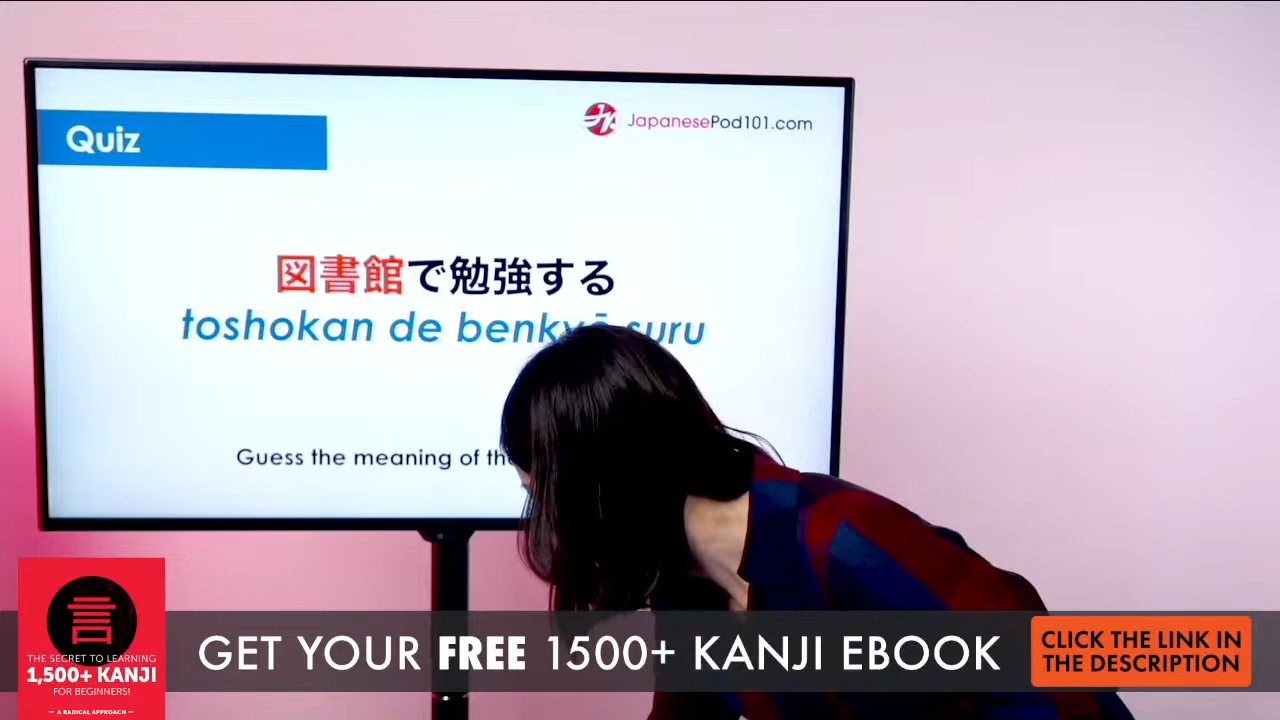 Quiz
JapanesePod101.com
図書館で勉強する
toshokan de benkyō suru
Guess the meaning of
言
THE SECRET TO LEARNING
1,500+ KANJI
FOR BEGINNERS!
— A RADICAL APPROACH —
GET YOUR FREE 1500+ KANJI EBOOK
CLICK THE LINK IN
THE DESCRIPTION